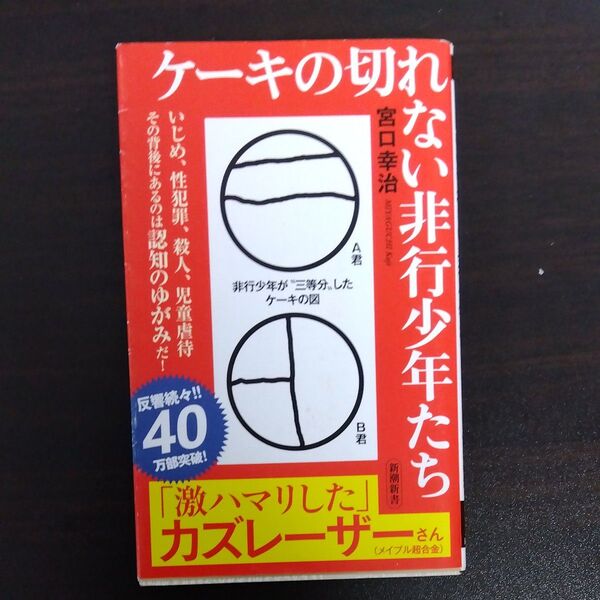 ケーキの切れ
ない非行少年たち
宮口幸治
MIYAGUCHI Koji
いじめ、性犯罪、殺人、児童虐待
その背後にあるのは認知のゆがみだ!
A君
非行少年が〝三等分〟した
ケーキの図
B君
反響続々!!
40
万部突破!
新潮新書
「激ハマりした」
カズレーザーさん
(メイプル超合金)